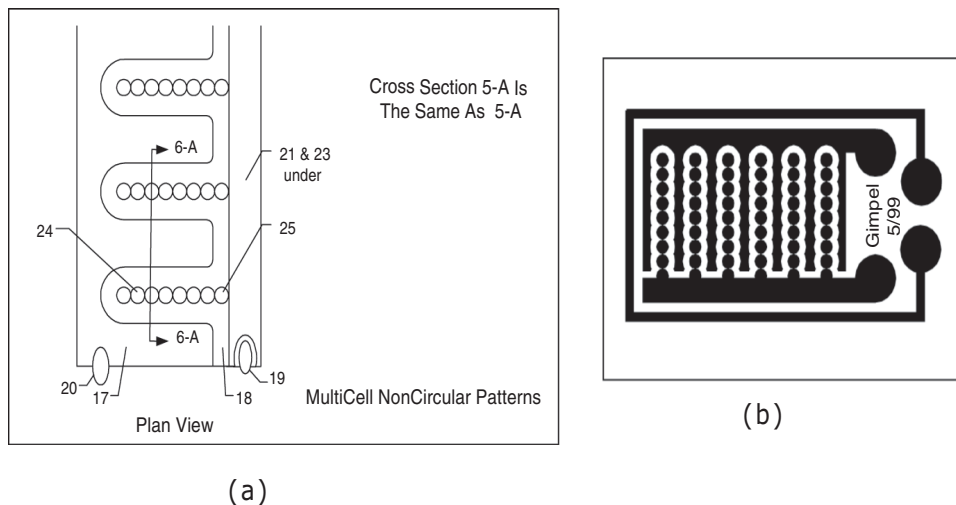 Cross Section 5-A Is
The Same As 5-A
6-A
21 & 23
under
24
25
6-A
20
17
18
19
MultiCell NonCircular Patterns
Plan View
(a)
Gimpel
5/99
(b)